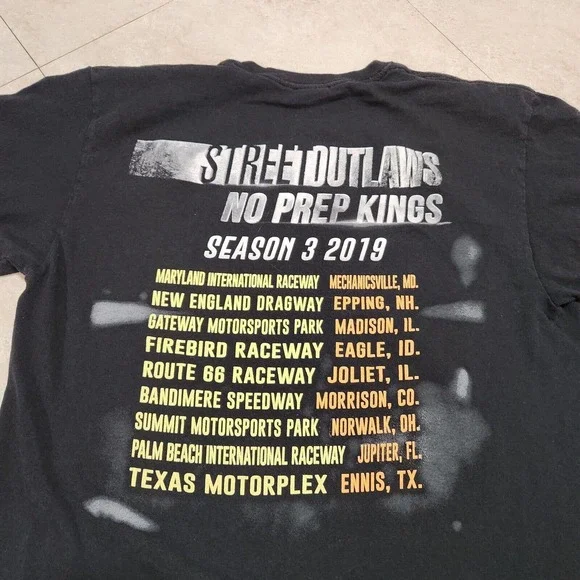 STREET OUTLAWS
NO PREP KINGS
SEASON 3 2019
MARYLAND INTERNATIONAL RACEWAY MECHANICSVILLE, MD.
NEW ENGLAND DRAGWAY EPPING, NH.
GATEWAY MOTORSPORTS PARK MADISON, IL.
FIREBIRD RACEWAY EAGLE, ID.
ROUTE 66 RACEWAY JOLIET, IL.
BANDIMERE SPEEDWAY MORRISON, CO.
SUMMIT MOTORSPORTS PARK NORWALK, OH.
PALM BEACH INTERNATIONAL RACEWAY JUPITER, FL.
TEXAS MOTORPLEX ENNIS, TX.